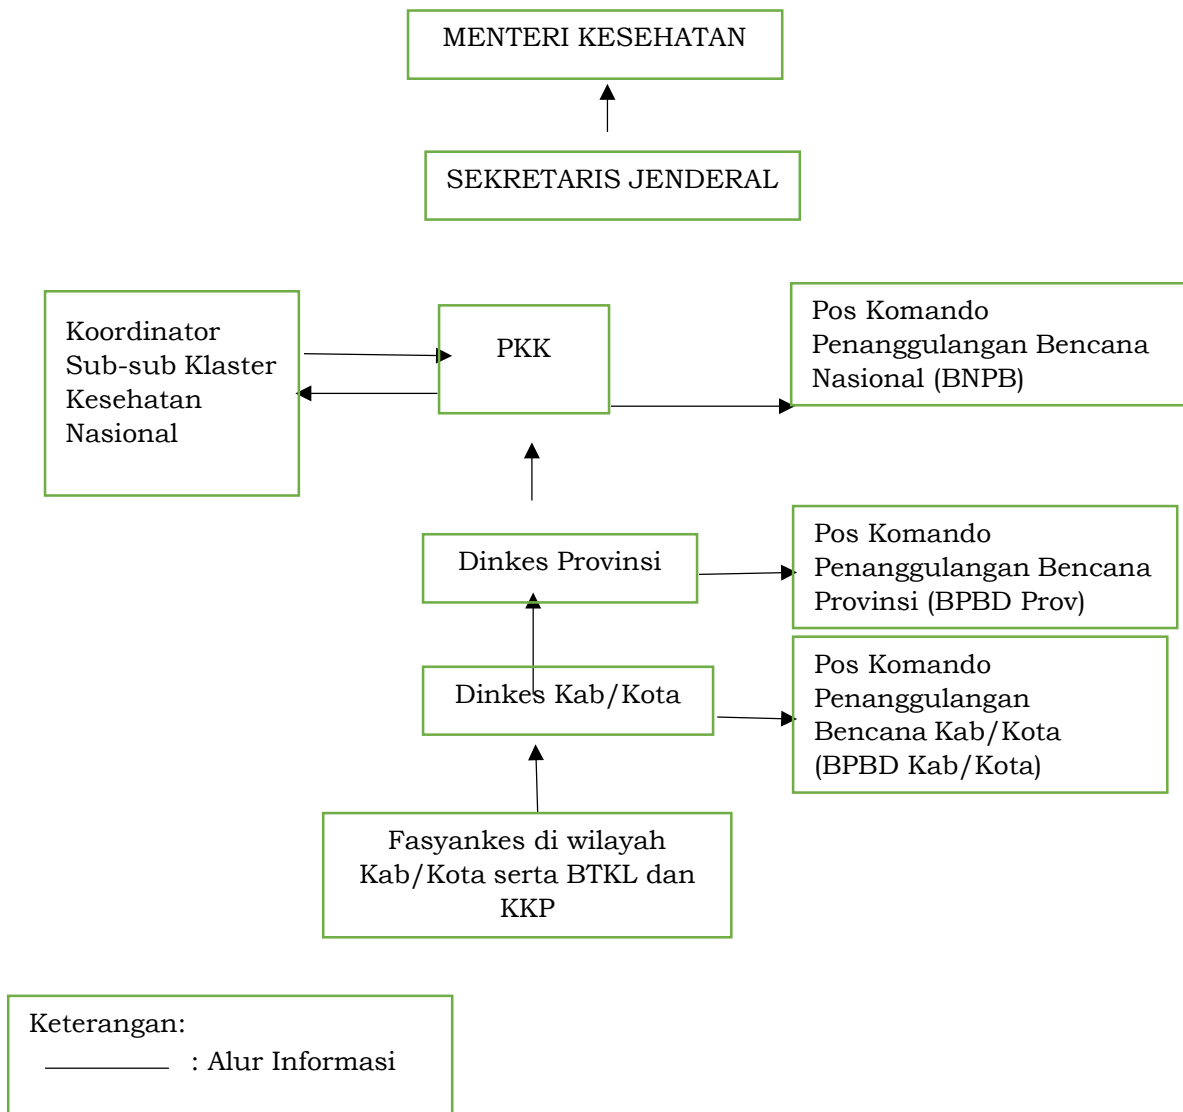 MENTERI KESEHATAN
SEKRETARIS JENDERAL
Koordinator
Sub-sub Klaster
Kesehatan
Nasional
PKK
Pos Komando
Penanggulangan Bencana
Nasional (BNPB)
Dinkes Provinsi
Pos Komando
Penanggulangan Bencana
Provinsi (BPBD Prov)
Dinkes Kab/Kota
Pos Komando
Penanggulangan
Bencana Kab/Kota
(BPBD Kab/Kota)
Fasyankes di wilayah
Kab/Kota serta BTKL dan
KKP
Keterangan:
: Alur Informasi